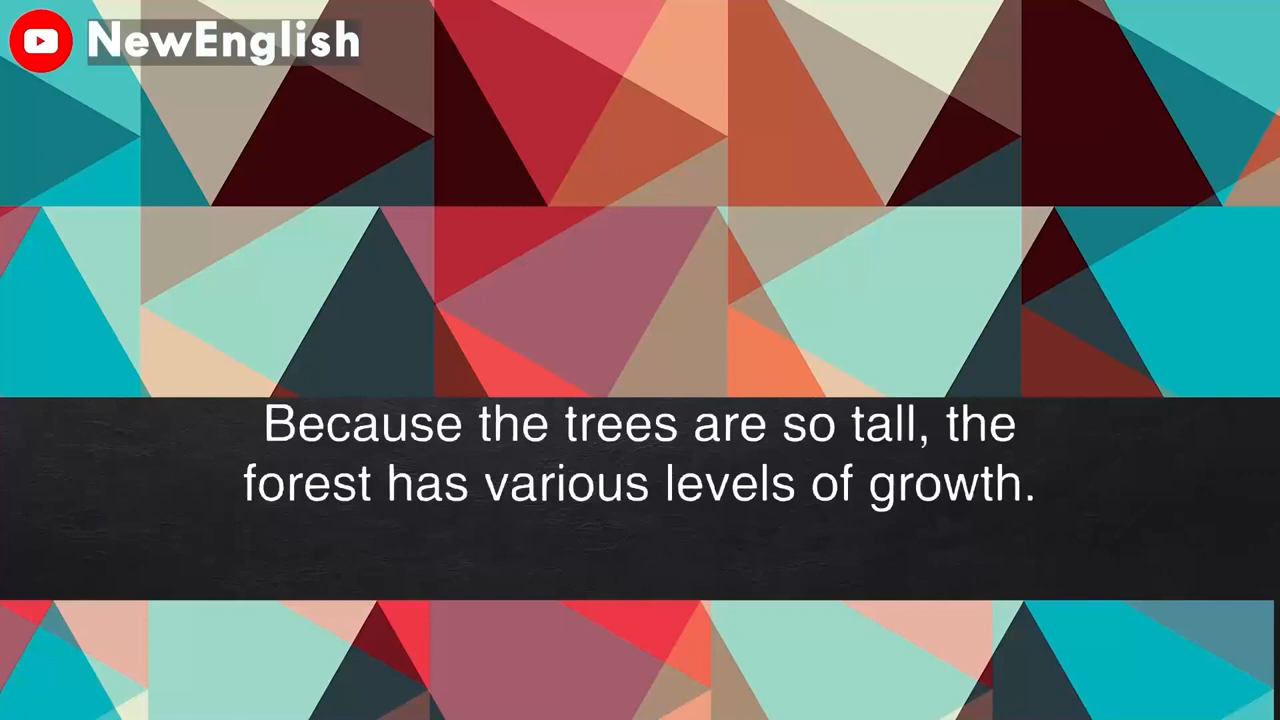 NewEnglish
Because the trees are so tall, the
forest has various levels of growth.